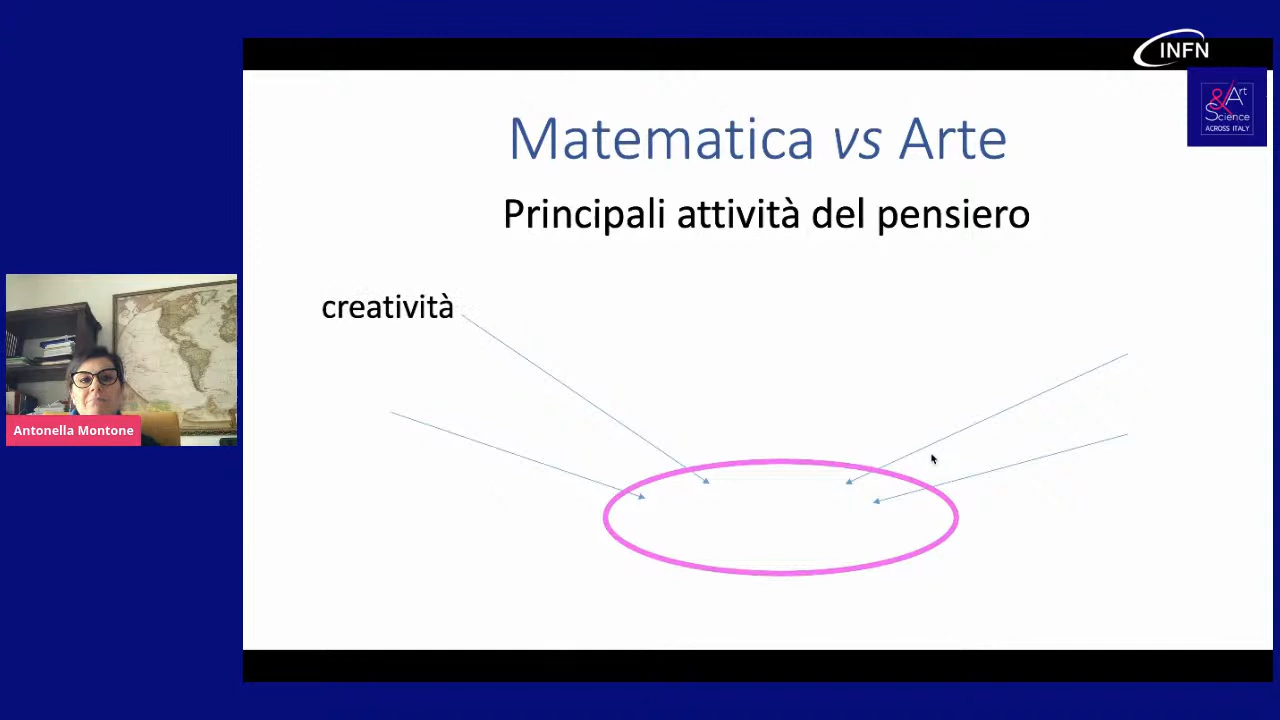 INFN
& Art
Science
ACROSS ITALY
Matematica vs Arte
Principali attività del pensiero
creatività
Antonella Montone